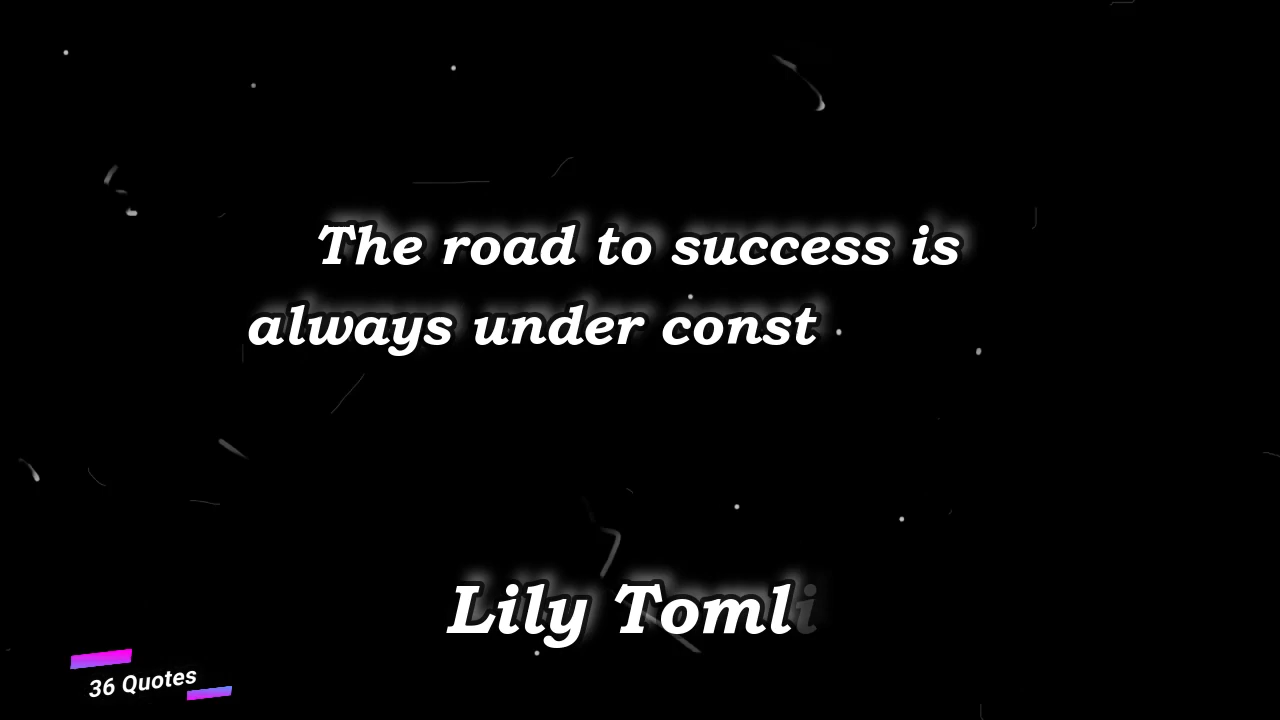 The road to success is
always under const
Lily Tomli
36 Quotes